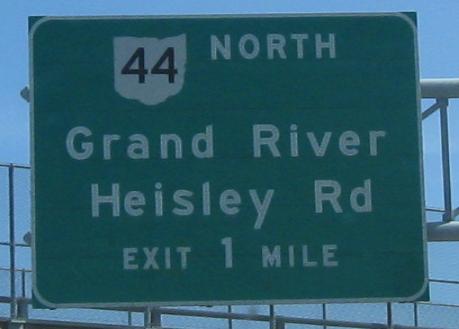 44 NORTH
Grand River
Heisley Rd
EXIT 1 MILE